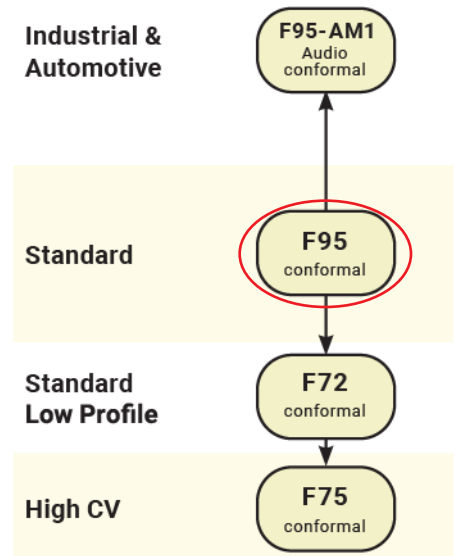 Industrial &
Automotive
F95-AM1
Audio
conformal
Standard
F95
conformal
Standard
Low Profile
F72
conformal
High CV
F75
conformal